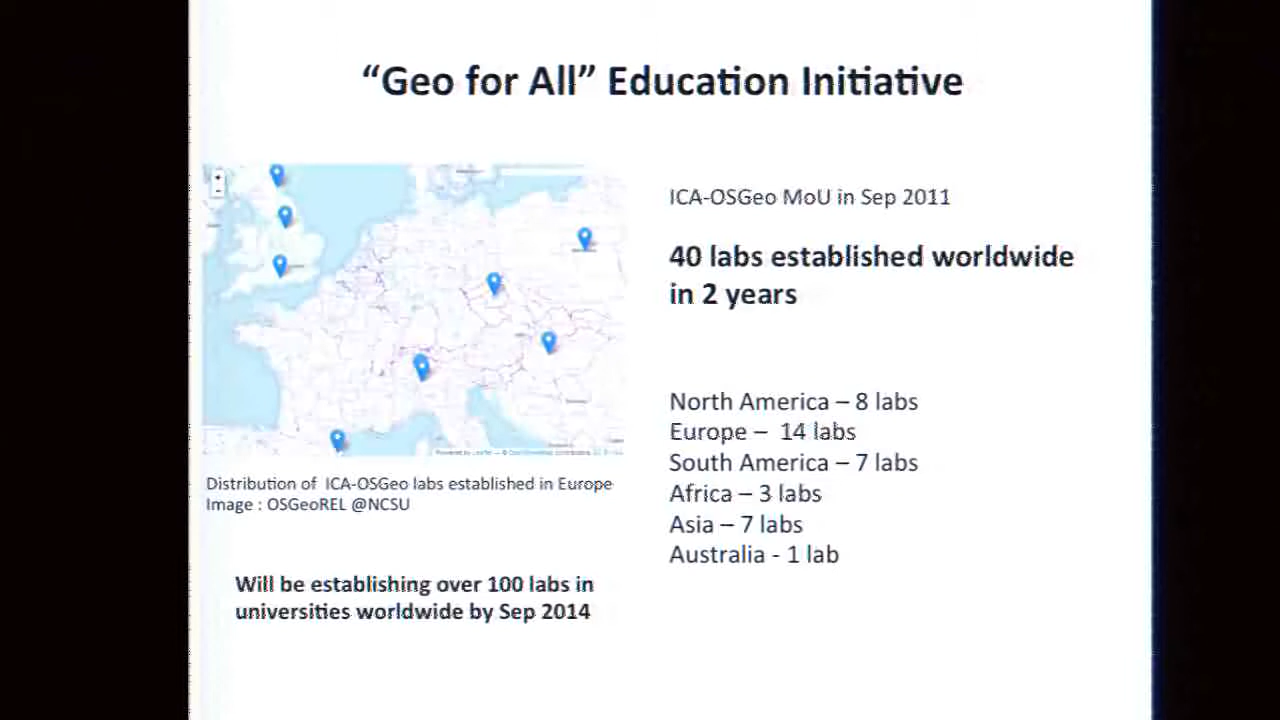 “Geo for All” Education Initiative
ICA-OSGeo MoU in Sep 2011
40 labs established worldwide
in 2 years
North America – 8 labs
Europe – 14 labs
South America – 7 labs
Africa – 3 labs
Asia – 7 labs
Australia - 1 lab
Distribution of ICA-OSGeo labs established in Europe
Image : OSGeoREL @NCSU
Will be establishing over 100 labs in
universities worldwide by Sep 2014